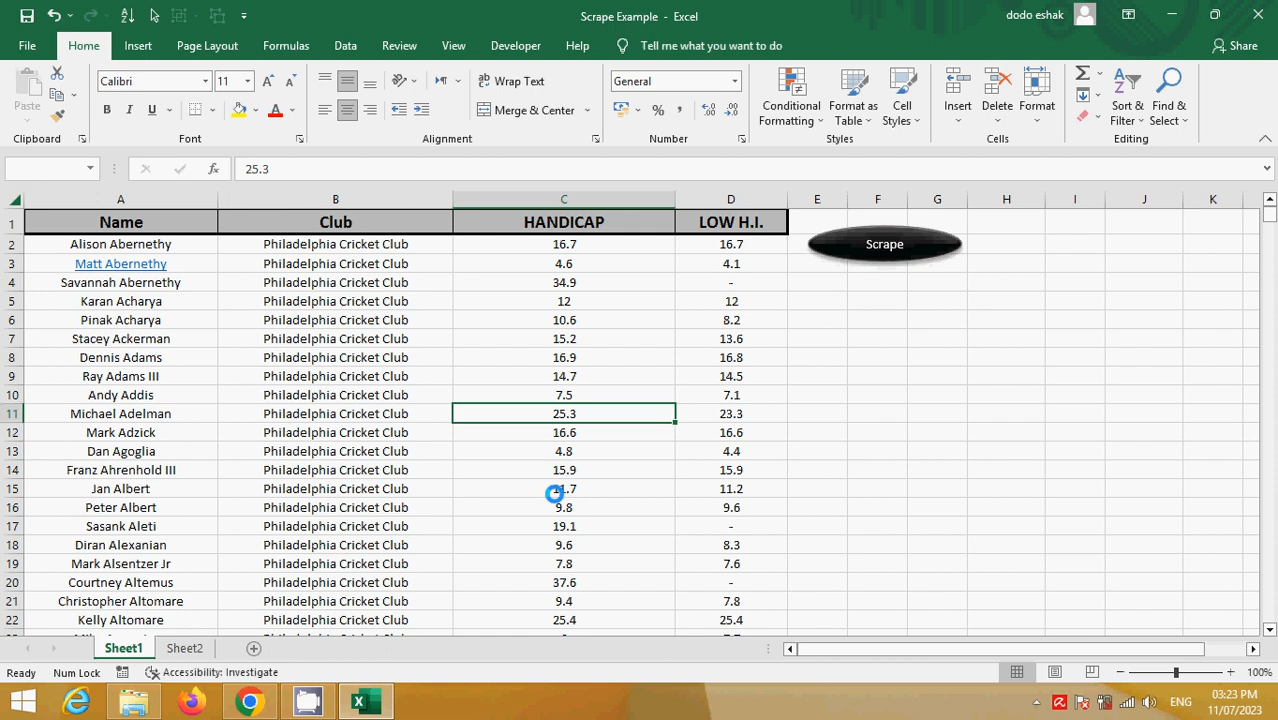 Scrape Example - Excel
dodo eshak
File Home Insert Page Layout Formulas Data Review View Developer Help Tell me what you want to do Share
Paste
Calibri 11
Wrap Text
Merge & Center
General
Conditional Formatting
Format as Table
Cell Styles
Insert
Delete
Format
Sort & Filter
Find & Select
Clipboard Font Alignment Number Styles Cells Editing
25.3
A B C D E F G H I J K
1 Name Club HANDICAP LOW H.I.
2 Alison Abernethy Philadelphia Cricket Club 16.7 16.7 Scrape
3 Matt Abernethy Philadelphia Cricket Club 4.6 4.1
4 Savannah Abernethy Philadelphia Cricket Club 34.9 -
5 Karan Acharya Philadelphia Cricket Club 12 12
6 Pinak Acharya Philadelphia Cricket Club 10.6 8.2
7 Stacey Ackerman Philadelphia Cricket Club 15.2 13.6
8 Dennis Adams Philadelphia Cricket Club 16.9 16.8
9 Ray Adams III Philadelphia Cricket Club 14.7 14.5
10 Andy Addis Philadelphia Cricket Club 7.5 7.1
11 Michael Adelman Philadelphia Cricket Club 25.3 23.3
12 Mark Adzick Philadelphia Cricket Club 16.6 16.6
13 Dan Agoglia Philadelphia Cricket Club 4.8 4.4
14 Franz Ahrenhold III Philadelphia Cricket Club 15.9 15.9
15 Jan Albert Philadelphia Cricket Club 11.2
16 Peter Albert Philadelphia Cricket Club 9.8 9.6
17 Sasank Aleti Philadelphia Cricket Club 19.1 -
18 Diran Alexanian Philadelphia Cricket Club 9.6 8.3
19 Mark Alsentzer Jr Philadelphia Cricket Club 7.8 7.6
20 Courtney Altemus Philadelphia Cricket Club 37.6 -
21 Christopher Altomare Philadelphia Cricket Club 9.4 7.8
22 Kelly Altomare Philadelphia Cricket Club 25.4 25.4
Sheet1 Sheet2
Ready Num Lock Accessibility: Investigate 100%
ENG
03:23 PM
11/07/2023